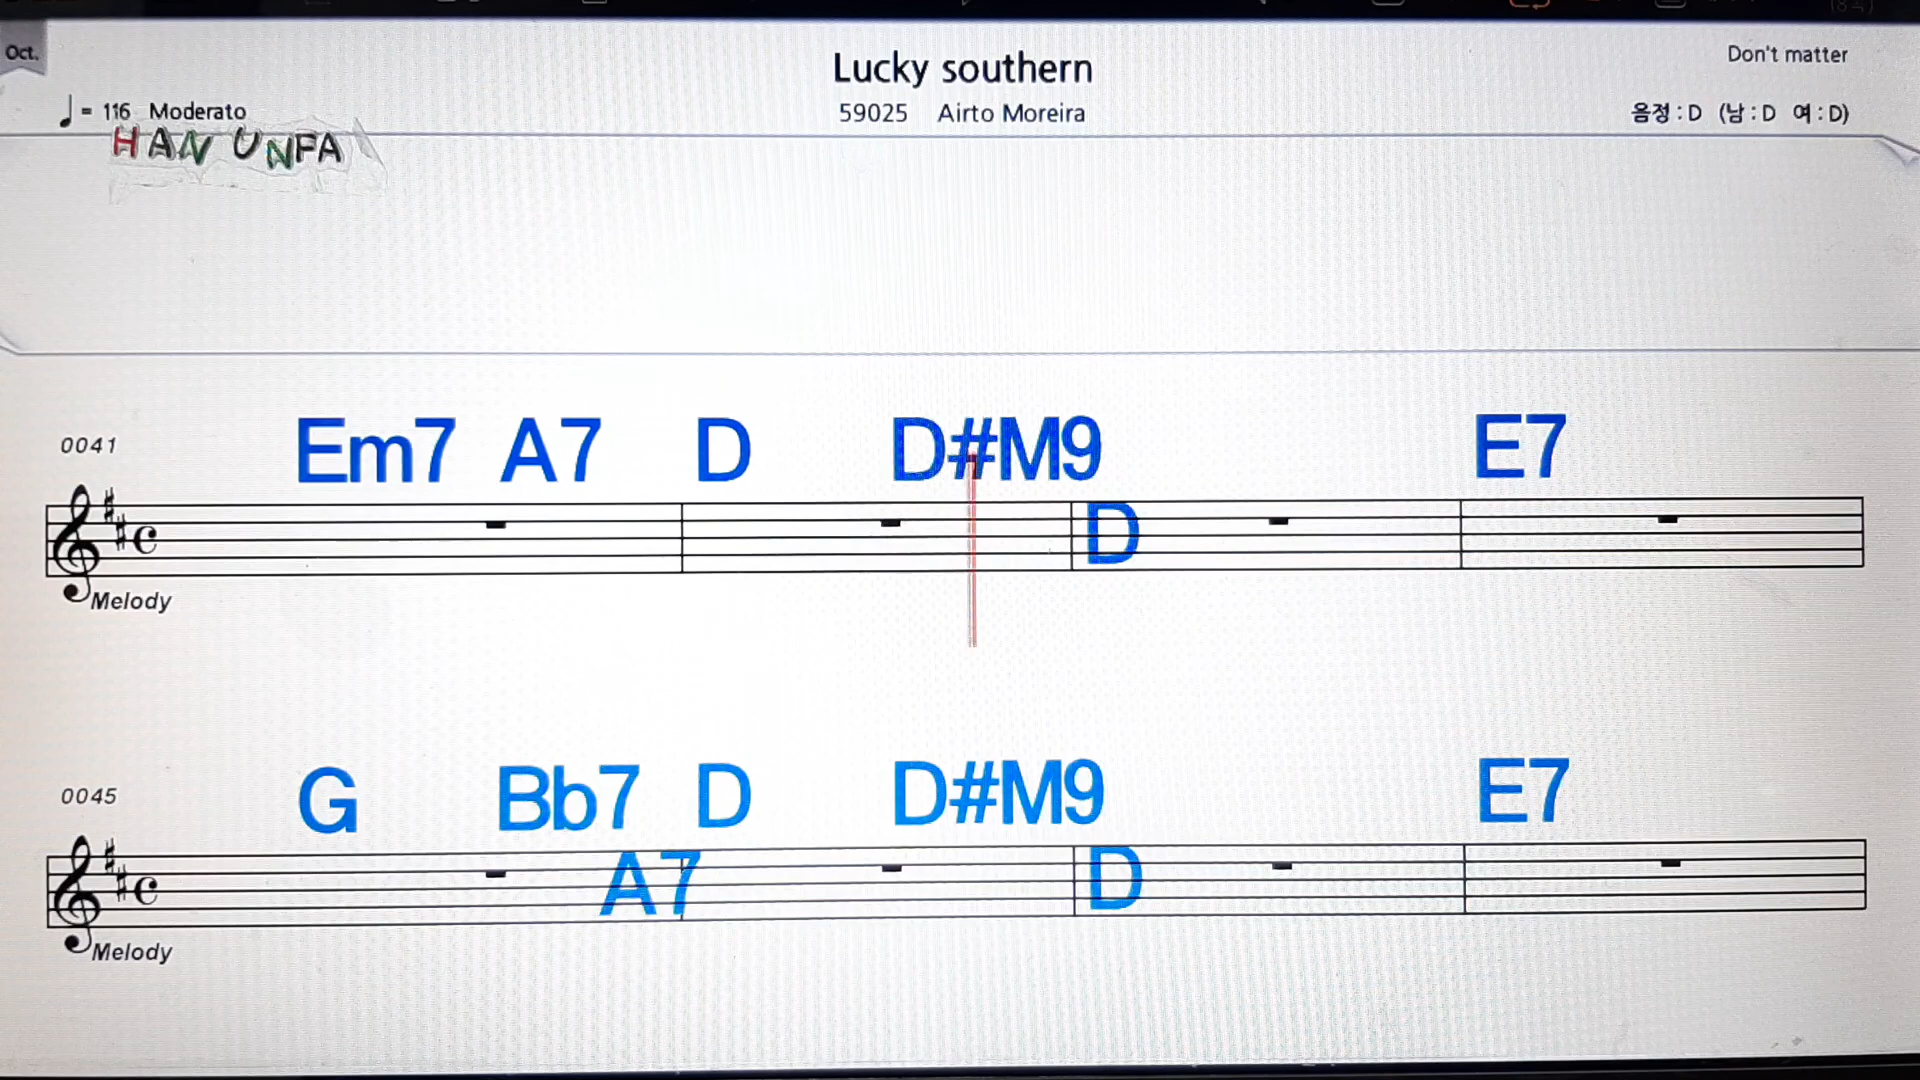 Oct.
Lucky southern
Don't matter
= 116 Moderato
59025 Airto Moreira
음정 : D (남 : D 여 : D)
HAN UNFA
0041
Em7 A7 D D#M9 E7
D
Melody
0045
G Bb7 D D#M9 E7
A7 D
Melody